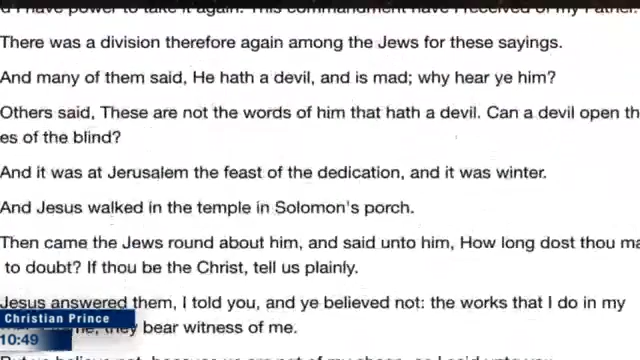 I have power to take it again. This commandment have I received of my Father.
There was a division therefore again among the Jews for these sayings.
And many of them said, He hath a devil, and is mad; why hear ye him?
Others said, These are not the words of him that hath a devil. Can a devil open th
es of the blind?
And it was at Jerusalem the feast of the dedication, and it was winter.
And Jesus walked in the temple in Solomon's porch.
Then came the Jews round about him, and said unto him, How long dost thou ma
to doubt? If thou be the Christ, tell us plainly.
Jesus answered them, I told you, and ye believed not: the works that I do in my
they bear witness of me.
Christian Prince
10:49